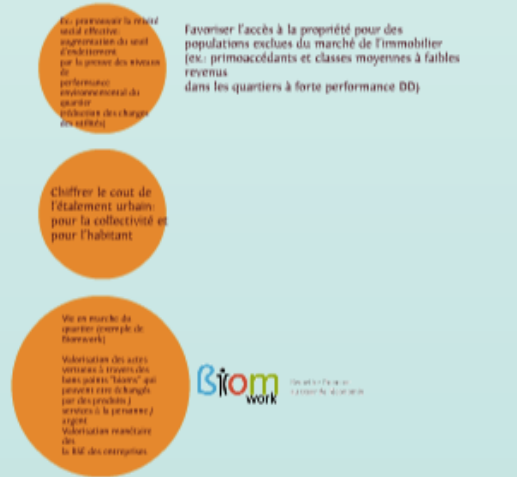 Ex.: promouvoir la mixité
social effective.
augmentation du seuil
d'endettement
par la preuve des niveaux
de
performance
environnemental du
quartier
(réduction des charges
des
Favoriser l'accès à la propriété pour des
populations exclues du marché de l'immobilier
(ex.: primoaccédants et classes moyennes à faibles
revenus
dans les quartiers à forte performance DD)
Chiffrer le cout de
l'étalement urbain:
pour la collectivité et
pour l'habitant
Vie en marche du
quartier (exemple de
Biomwork)
Valorisation des actes
vertueux à travers des
bons points "bioms" qui
peuvent etre échangés
par des produits /
services à la personne /
argent
Valorisation monétaire
des
la RSE des entreprises
Biom
work